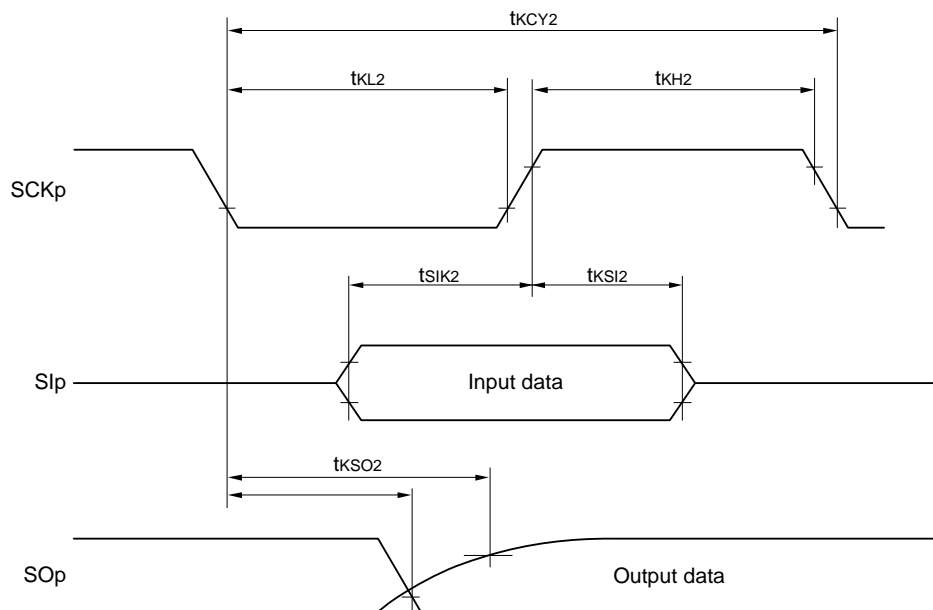 tKCY2
tKL2
tKH2
SCKp
tSIK2
tKSI2
SIp
Input data
tKSO2
SOp
Output data